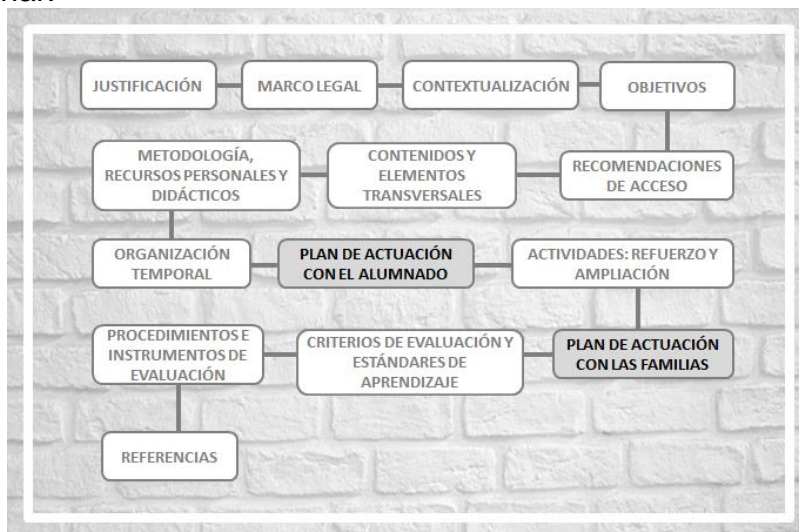 JUSTIFICACIÓN
MARCO LEGAL
CONTEXTUALIZACIÓN
OBJETIVOS
METODOLOGÍA,
RECURSOS PERSONALES Y
DIDÁCTICOS
CONTENIDOS Y
ELEMENTOS
TRANSVERSALES
RECOMENDACIONES
DE ACCESO
ORGANIZACIÓN
TEMPORAL
PLAN DE ACTUACIÓN
CON EL ALUMNADO
ACTIVIDADES: REFUERZO Y
AMPLIACIÓN
PROCEDIMIENTOS E
INSTRUMENTOS DE
EVALUACIÓN
CRITERIOS DE EVALUACIÓN Y
ESTÁNDARES DE
APRENDIZAJE
PLAN DE ACTUACIÓN
CON LAS FAMILIAS
REFERENCIAS